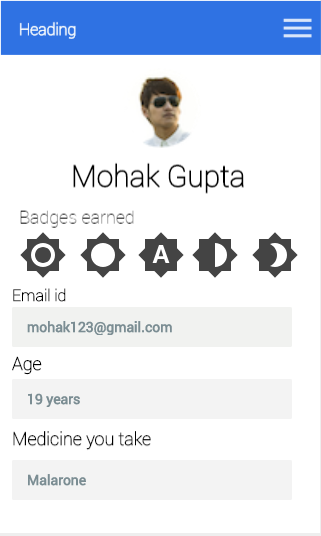 Heading
Mohak Gupta
Badges earned
A
Email id
mohak123@gmail.com
Age
19 years
Medicine you take
Malarone